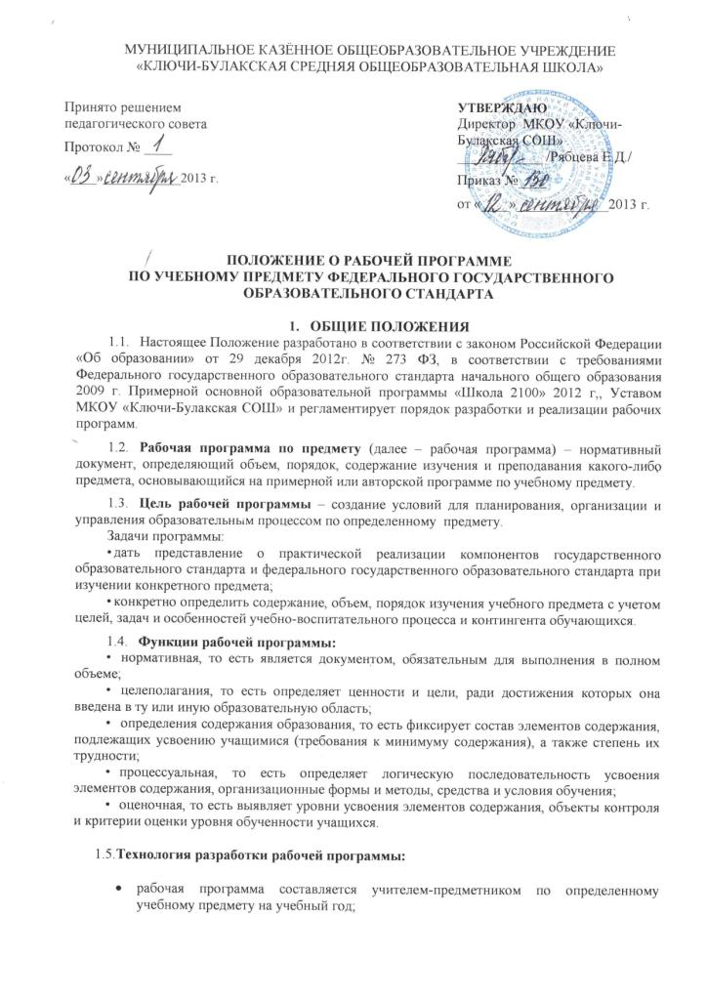 МУНИЦИПАЛЬНОЕ КАЗЁННОЕ ОБЩЕОБРАЗОВАТЕЛЬНОЕ УЧРЕЖДЕНИЕ
«КЛЮЧИ-БУЛАКСКАЯ СРЕДНЯЯ ОБЩЕОБРАЗОВАТЕЛЬНАЯ ШКОЛА»
Принято решением
педагогического совета
Протокол № 1
«03»сентября 2013 г.
УТВЕРЖДАЮ
Директор МКОУ «Ключи-
Булакская СОШ»
/Рябцева Е.Д./
Приказ № 130
от «12» сентября 2013 г.
ПОЛОЖЕНИЕ О РАБОЧЕЙ ПРОГРАММЕ
ПО УЧЕБНОМУ ПРЕДМЕТУ ФЕДЕРАЛЬНОГО ГОСУДАРСТВЕННОГО
ОБРАЗОВАТЕЛЬНОГО СТАНДАРТА
1. ОБЩИЕ ПОЛОЖЕНИЯ
1.1. Настоящее Положение разработано в соответствии с законом Российской Федерации
«Об образовании» от 29 декабря 2012г. № 273 ФЗ, в соответствии с требованиями
Федерального государственного образовательного стандарта начального общего образования
2009 г. Примерной основной образовательной программы «Школа 2100» 2012 г,, Уставом
МКОУ «Ключи-Булакская СОШ» и регламентирует порядок разработки и реализации рабочих
программ.
1.2. Рабочая программа по предмету (далее – рабочая программа) – нормативный
документ, определяющий объем, порядок, содержание изучения и преподавания какого-либо
предмета, основывающийся на примерной или авторской программе по учебному предмету.
1.3. Цель рабочей программы – создание условий для планирования, организации и
управления образовательным процессом по определенному предмету.
Задачи программы:
• дать представление о практической реализации компонентов государственного
образовательного стандарта и федерального государственного образовательного стандарта при
изучении конкретного предмета;
• конкретно определить содержание, объем, порядок изучения учебного предмета с учетом
целей, задач и особенностей учебно-воспитательного процесса и контингента обучающихся.
1.4. Функции рабочей программы:
• нормативная, то есть является документом, обязательным для выполнения в полном
объеме;
• целеполагания, то есть определяет ценности и цели, ради достижения которых она
введена в ту или иную образовательную область;
• определения содержания образования, то есть фиксирует состав элементов содержания,
подлежащих усвоению учащимися (требования к минимуму содержания), а также степень их
трудности;
• процессуальная, то есть определяет логическую последовательность усвоения
элементов содержания, организационные формы и методы, средства и условия обучения;
• оценочная, то есть выявляет уровни усвоения элементов содержания, объекты контроля
и критерии оценки уровня обученности учащихся.
1.5.Технология разработки рабочей программы:
• рабочая программа составляется учителем-предметником по определенному
учебному предмету на учебный год;